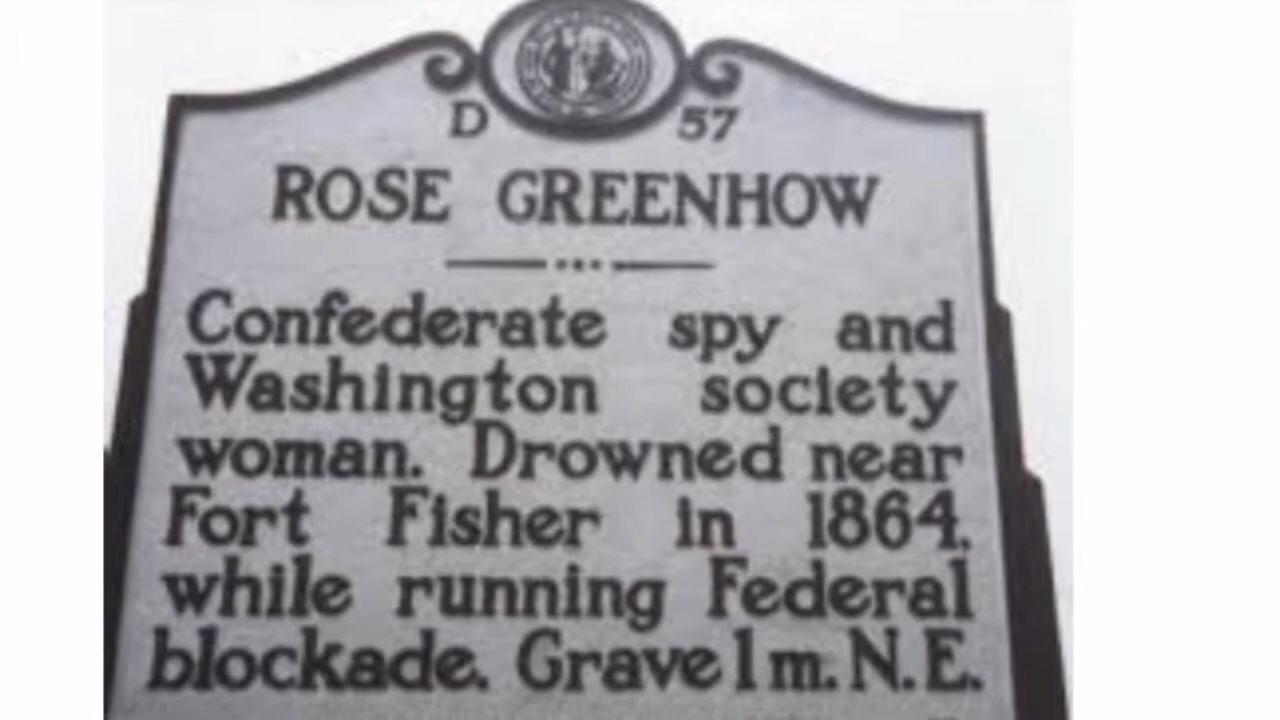 D 57
ROSE GREENHOW
Confederate spy and
Washington society
woman. Drowned near
Fort Fisher in 1864,
while running Federal
blockade. Grave 1 m. N.E.